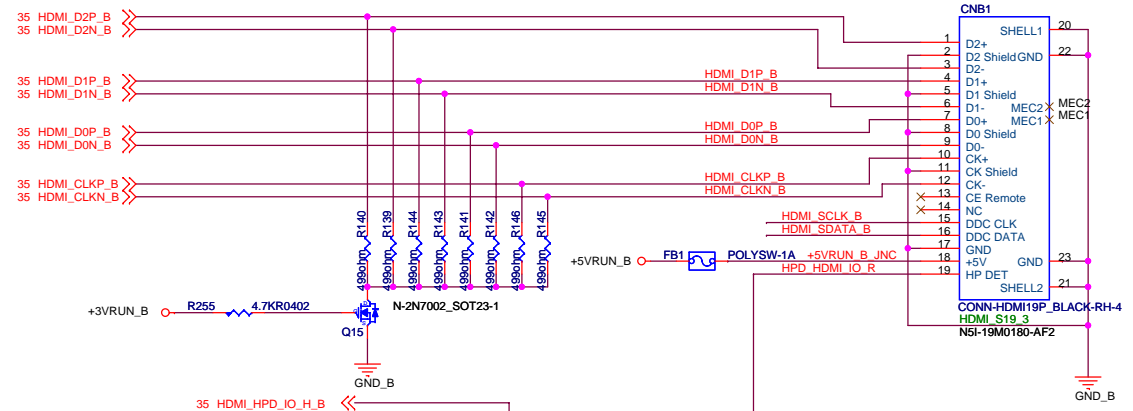 CNB1
35 HDMI_D2P_B
35 HDMI_D2N_B
35 HDMI_D1P_B
35 HDMI_D1N_B
35 HDMI_D0P_B
35 HDMI_D0N_B
35 HDMI_CLKP_B
35 HDMI_CLKN_B
HDMI_D1P_B
HDMI_D1N_B
HDMI_D0P_B
HDMI_D0N_B
HDMI_CLKP_B
HDMI_CLKN_B
HDMI_SCLK_B
HDMI_SDATA_B
SHELL1 20
1 D2+
2 D2 Shield GND 22
3 D2-
4 D1+
5 D1 Shield
6 D1- MEC2 MEC2
7 D0+ MEC1 MEC1
8 D0 Shield
9 D0-
10 CK+
11 CK Shield
12 CK-
13 CE Remote
14 NC
15 DDC CLK
16 DDC DATA
17 GND
18 +5V GND 23
19 HP DET
SHELL2 21
CONN-HDMI19P_BLACK-RH-4
HDMI_S19_3
N5I-19M0180-AF2
R140
R139
R144
R143
R141
R142
R146
R145
499ohm
499ohm
499ohm
499ohm
499ohm
499ohm
499ohm
499ohm
+5VRUN_B
FB1
POLYSW-1A
+5VRUN_B_JNC
HPD_HDMI_IO_R
+3VRUN_B
R255
4.7KR0402
N-2N7002_SOT23-1
Q15
GND_B
GND_B
35 HDMI_HPD_IO_H_B